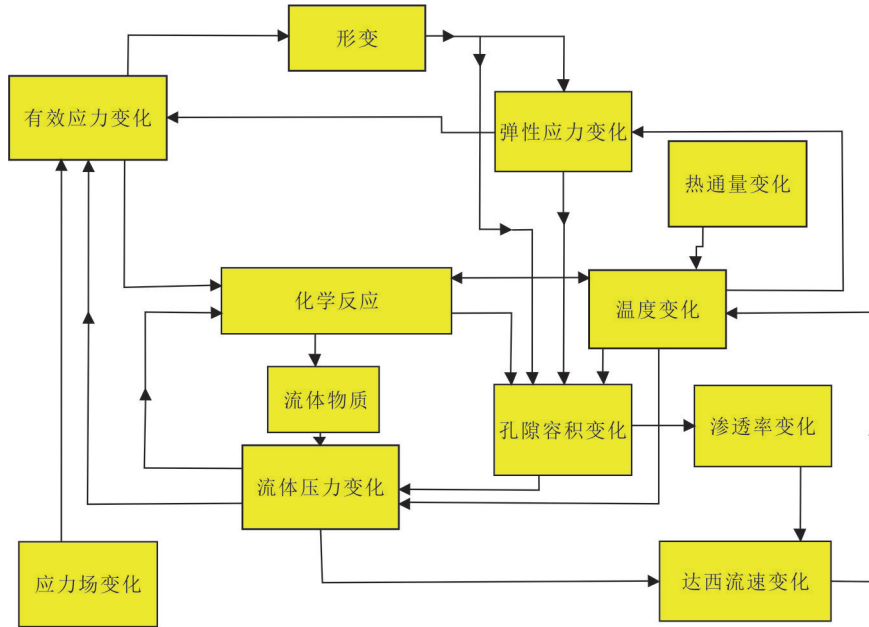 形变
有效应力变化
弹性应力变化
热通量变化
化学反应
温度变化
流体物质
孔隙容积变化
渗透率变化
流体压力变化
应力场变化
达西流速变化